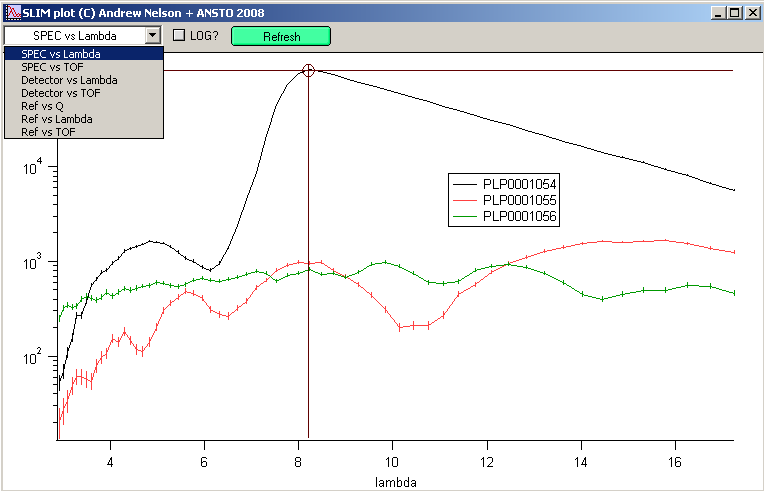 SLIM plot (C) Andrew Nelson + ANSTO 2008
SPEC vs Lambda
LOG?
Refresh
SPEC vs Lambda
SPEC vs TOF
Detector vs Lambda
Detector vs TOF
Ref vs Q
Ref vs Lambda
Ref vs TOF
10^4
PLP0001054
PLP0001055
PLP0001056
10^3
10^2
4 6 8 10 12 14 16
lambda